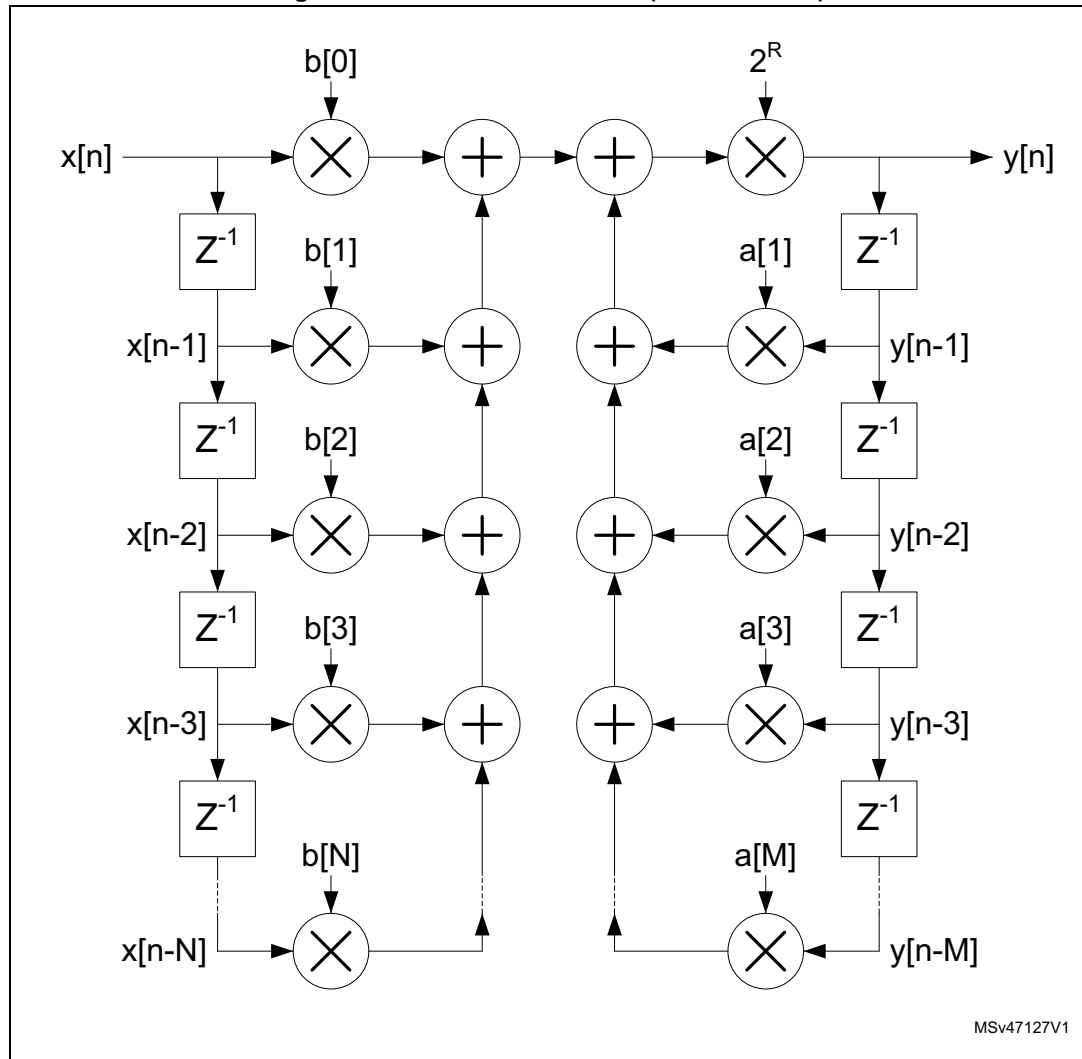 b[0] 2^R
x[n] y[n]
Z^-1 Z^-1
b[1] a[1]
x[n-1] y[n-1]
Z^-1 Z^-1
b[2] a[2]
x[n-2] y[n-2]
Z^-1 Z^-1
b[3] a[3]
x[n-3] y[n-3]
Z^-1 Z^-1
b[N] a[M]
x[n-N] y[n-M]
MSv47127V1